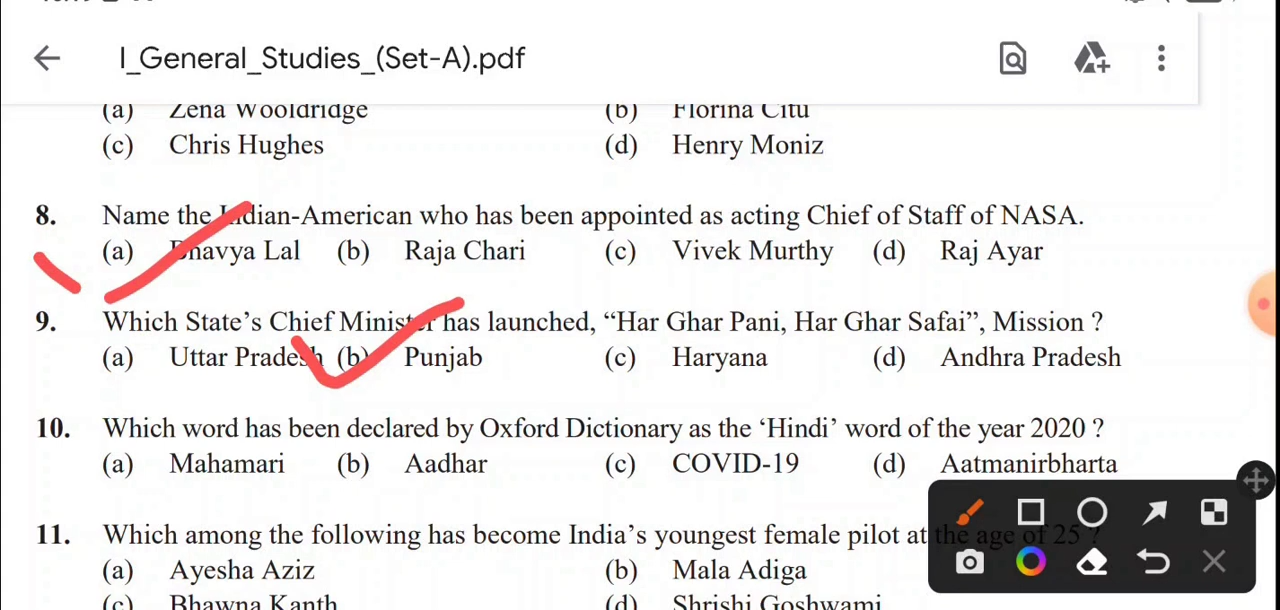 I_General_Studies_(Set-A).pdf
(a) Zena Wooldridge (b) Florina Citu
(c) Chris Hughes (d) Henry Moniz
8. Name the Indian-American who has been appointed as acting Chief of Staff of NASA.
(a) Bhavya Lal (b) Raja Chari (c) Vivek Murthy (d) Raj Ayar
9. Which State's Chief Minister has launched, “Har Ghar Pani, Har Ghar Safai”, Mission ?
(a) Uttar Pradesh (b) Punjab (c) Haryana (d) Andhra Pradesh
10. Which word has been declared by Oxford Dictionary as the ‘Hindi’ word of the year 2020 ?
(a) Mahamari (b) Aadhar (c) COVID-19 (d) Aatmanirbharta
11. Which among the following has become India's youngest female pilot at the age of 25 ?
(a) Ayesha Aziz (b) Mala Adiga
(c) Bhawna Kanth (d) Shrishi Goshwami